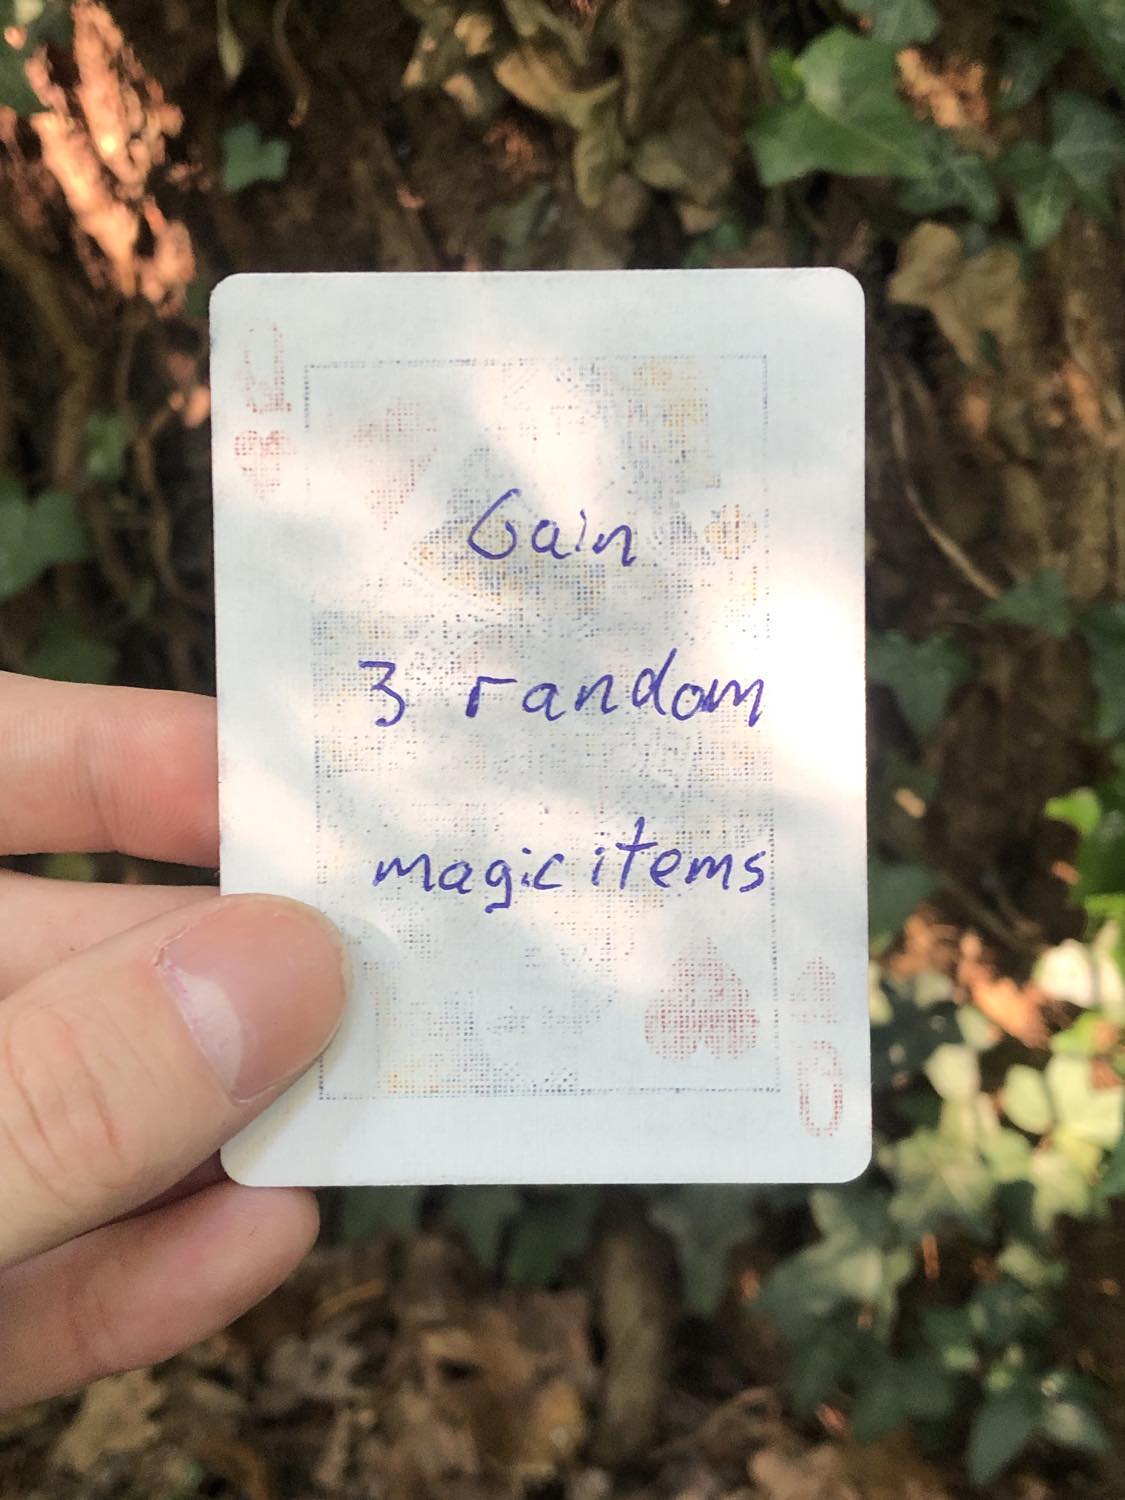 Q
Gain
3 random
magic items
Q